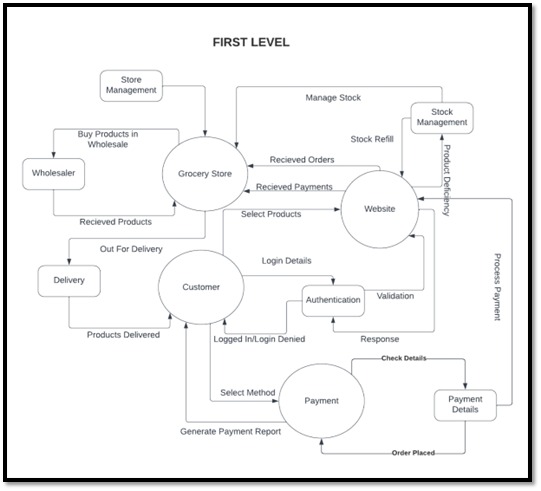 FIRST LEVEL
Store
Management
Manage Stock
Stock
Management
Buy Products in
Wholesale
Stock Refill
Product Deficiency
Wholesaler
Grocery Store
Recieved Orders
Recieved Payments
Website
Recieved Products
Select Products
Out For Delivery
Login Details
Process Payment
Delivery
Customer
Authentication
Validation
Products Delivered
Logged In/Login Denied
Response
Check Details
Select Method
Payment
Payment
Details
Generate Payment Report
Order Placed